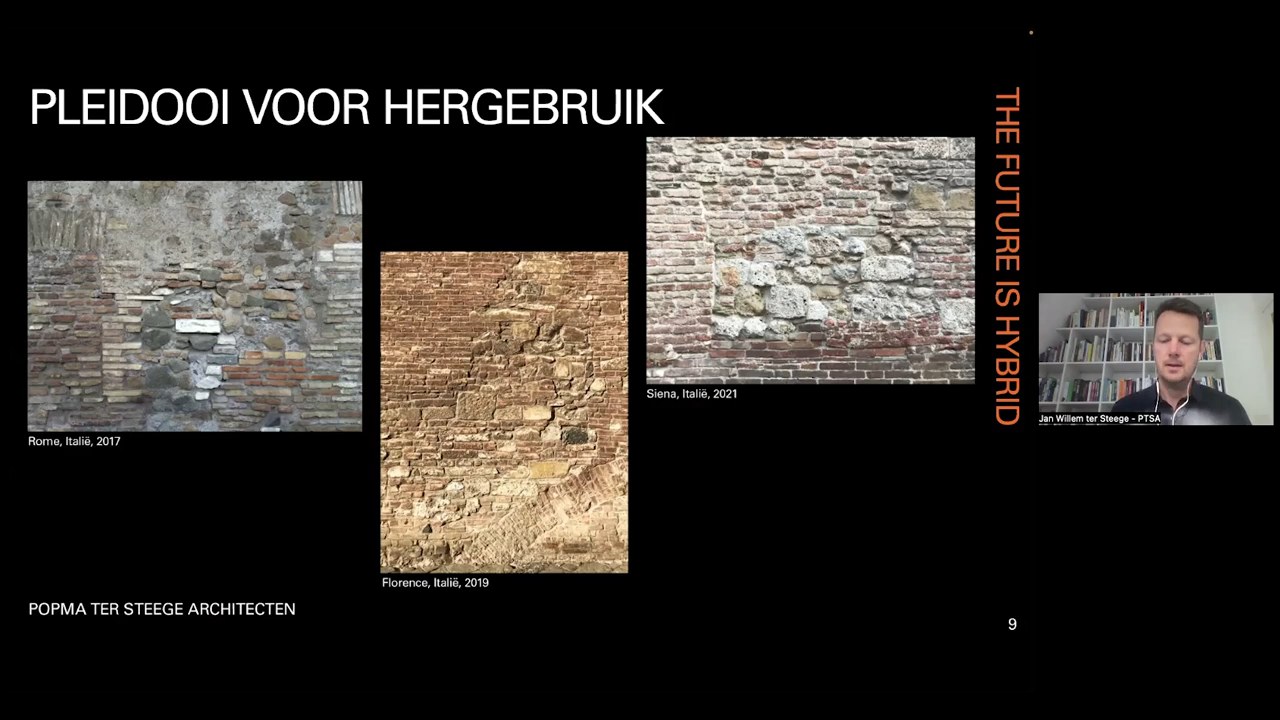 PLEIDOOI VOOR HERGEBRUIK
THE FUTURE IS HYBRID
Rome, Italië, 2017
Florence, Italië, 2019
Siena, Italië, 2021
Jan Willem ter Steege - PTSA
POPMA TER STEEGE ARCHITECTEN
9